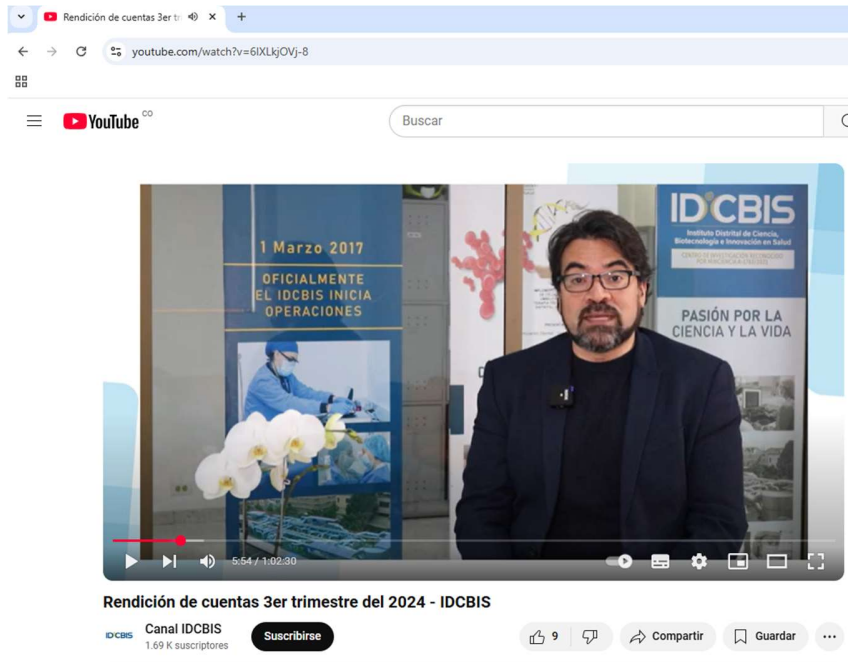 Rendición de cuentas 3er tr
youtube.com/watch?v=6IXLkjOVj-8
YouTube CO
Buscar
1 Marzo 2017
OFICIALMENTE
EL IDCBIS INICIA
OPERACIONES
IDCBIS
Instituto Distrital de Ciencia,
Biotecnología e Innovación en Salud
PASIÓN POR LA
CIENCIA Y LA VIDA
5:54 / 1:02:30
Rendición de cuentas 3er trimestre del 2024 - IDCBIS
IDCBIS
Canal IDCBIS
1.69 K suscriptores
Suscribirse
9
Compartir
Guardar